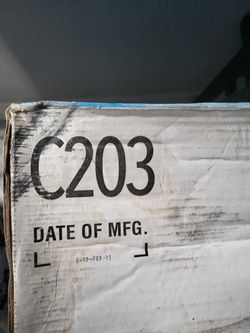 C203
DATE OF MFG.